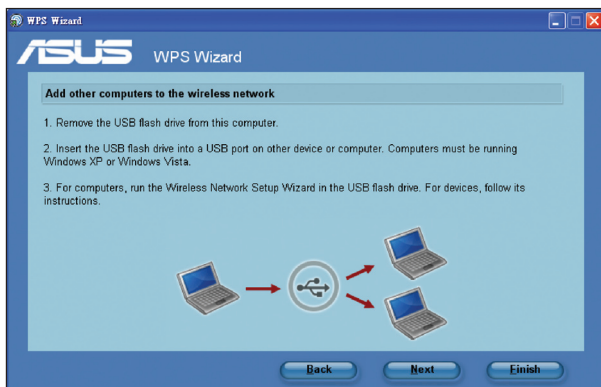 WPS Wizard
ASUS WPS Wizard
Add other computers to the wireless network
1. Remove the USB flash drive from this computer.
2. Insert the USB flash drive into a USB port on other device or computer. Computers must be running
Windows XP or Windows Vista.
3. For computers, run the Wireless Network Setup Wizard in the USB flash drive. For devices, follow its
instructions.
Back Next Finish